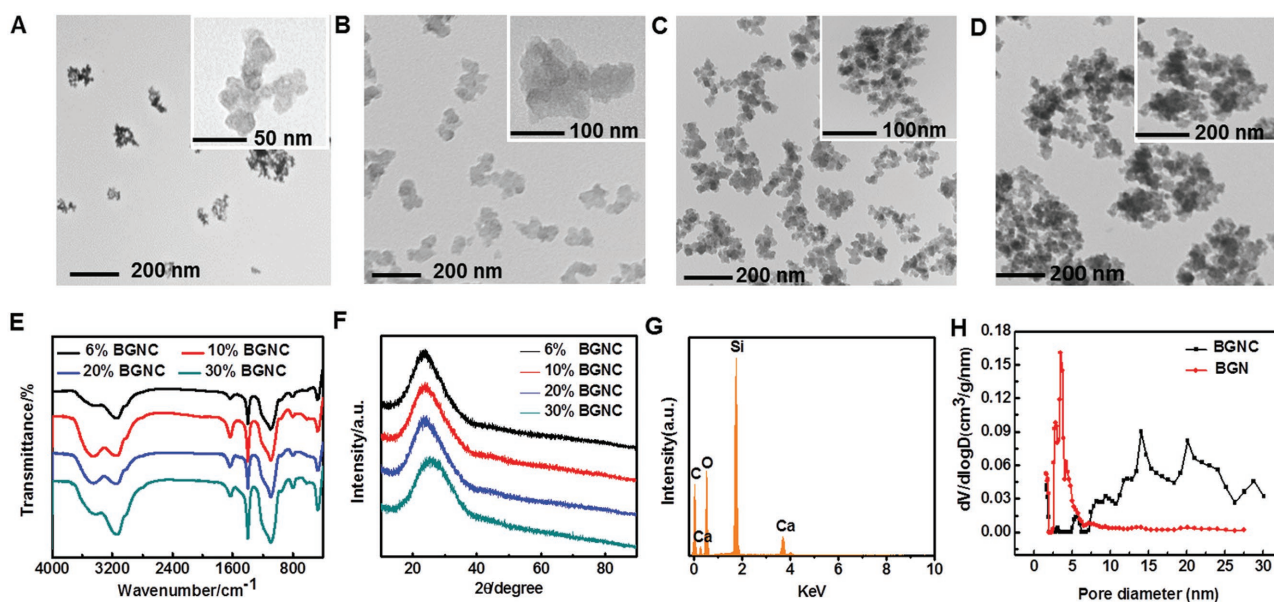 A
50 nm
200 nm
B
100 nm
200 nm
C
100nm
200 nm
D
200 nm
200 nm
E
Transmittance/%
6% BGNC
10% BGNC
20% BGNC
30% BGNC
4000 3200 2400 1600 800
Wavenumber/cm-1
F
Intensity/a.u.
6% BGNC
10% BGNC
20% BGNC
30% BGNC
20 40 60 80
2θ/degree
G
Intensity(a.u.)
Si
C
O
Ca
Ca
0 2 4 6 8 10
KeV
H
dV/dlogD(cm3/g/nm)
0.18
0.15
0.12
0.09
0.06
0.03
0.00
BGNC
BGN
0 5 10 15 20 25 30
Pore diameter (nm)